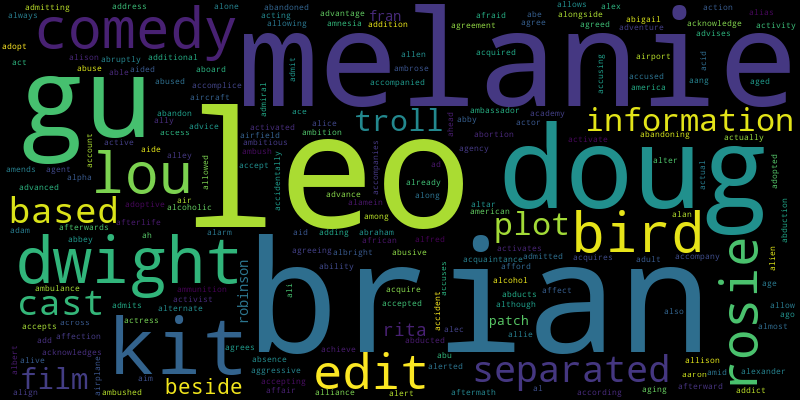 admitting address alone abandoned advantage fran allows abe alex action alias
always comedy acting allowing amnesia addition afraid agree alongside adventure acknowledge activity
adopt alison abruptly additional melanie agreement abigail agreed advises
act abuse able aided aboard admit allen acquired accusing airport acid
gu abused accomplice admiral ambrose accompanied accused america aang aged
abandon aircraft ace ambassador academy
ally advice alice troll ahead abby actor information
account active access airfield activated ambition abortion activate abandoning actually
amends agent aide alley allowed ambitious ambush accompanies agency doug alter actual adopted
lou leo accept accidentally ad
advanced alpha air advance already along
based adoptive alcoholic alamein among altar american bird alan abduction
adam afterwards afterlife alarm aid adding abraham plot
abbey ah african alfred activates
dwight agreeing albright abusive acquaintance acquires adult accompany alien
robinson brian ability accuses afford admitted rosie
ambulance ammunition ali acquire alcohol affect
cast activist accepted accident abducts although also allow
admits alternate patch ago
accepts across actress rita alec allie almost
add affection kit agrees achieve abducted
albert alive acknowledges absence abu edit separated allison
film airplane aim beside aggressive accepting alerted aaron amid alexander
align ambushed affair alliance alert aftermath al according aging afterward addict